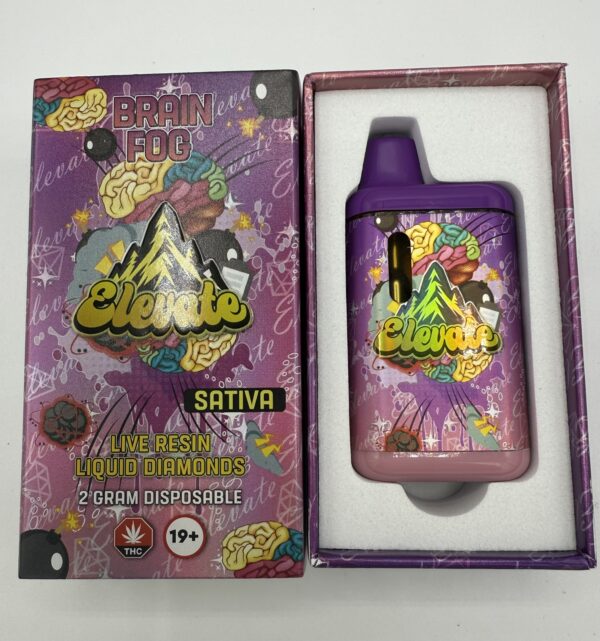 BRAIN
FOG
Elevate
SATIVA
LIVE RESIN
LIQUID DIAMONDS
2 GRAM DISPOSABLE
THC
19+
Elevate